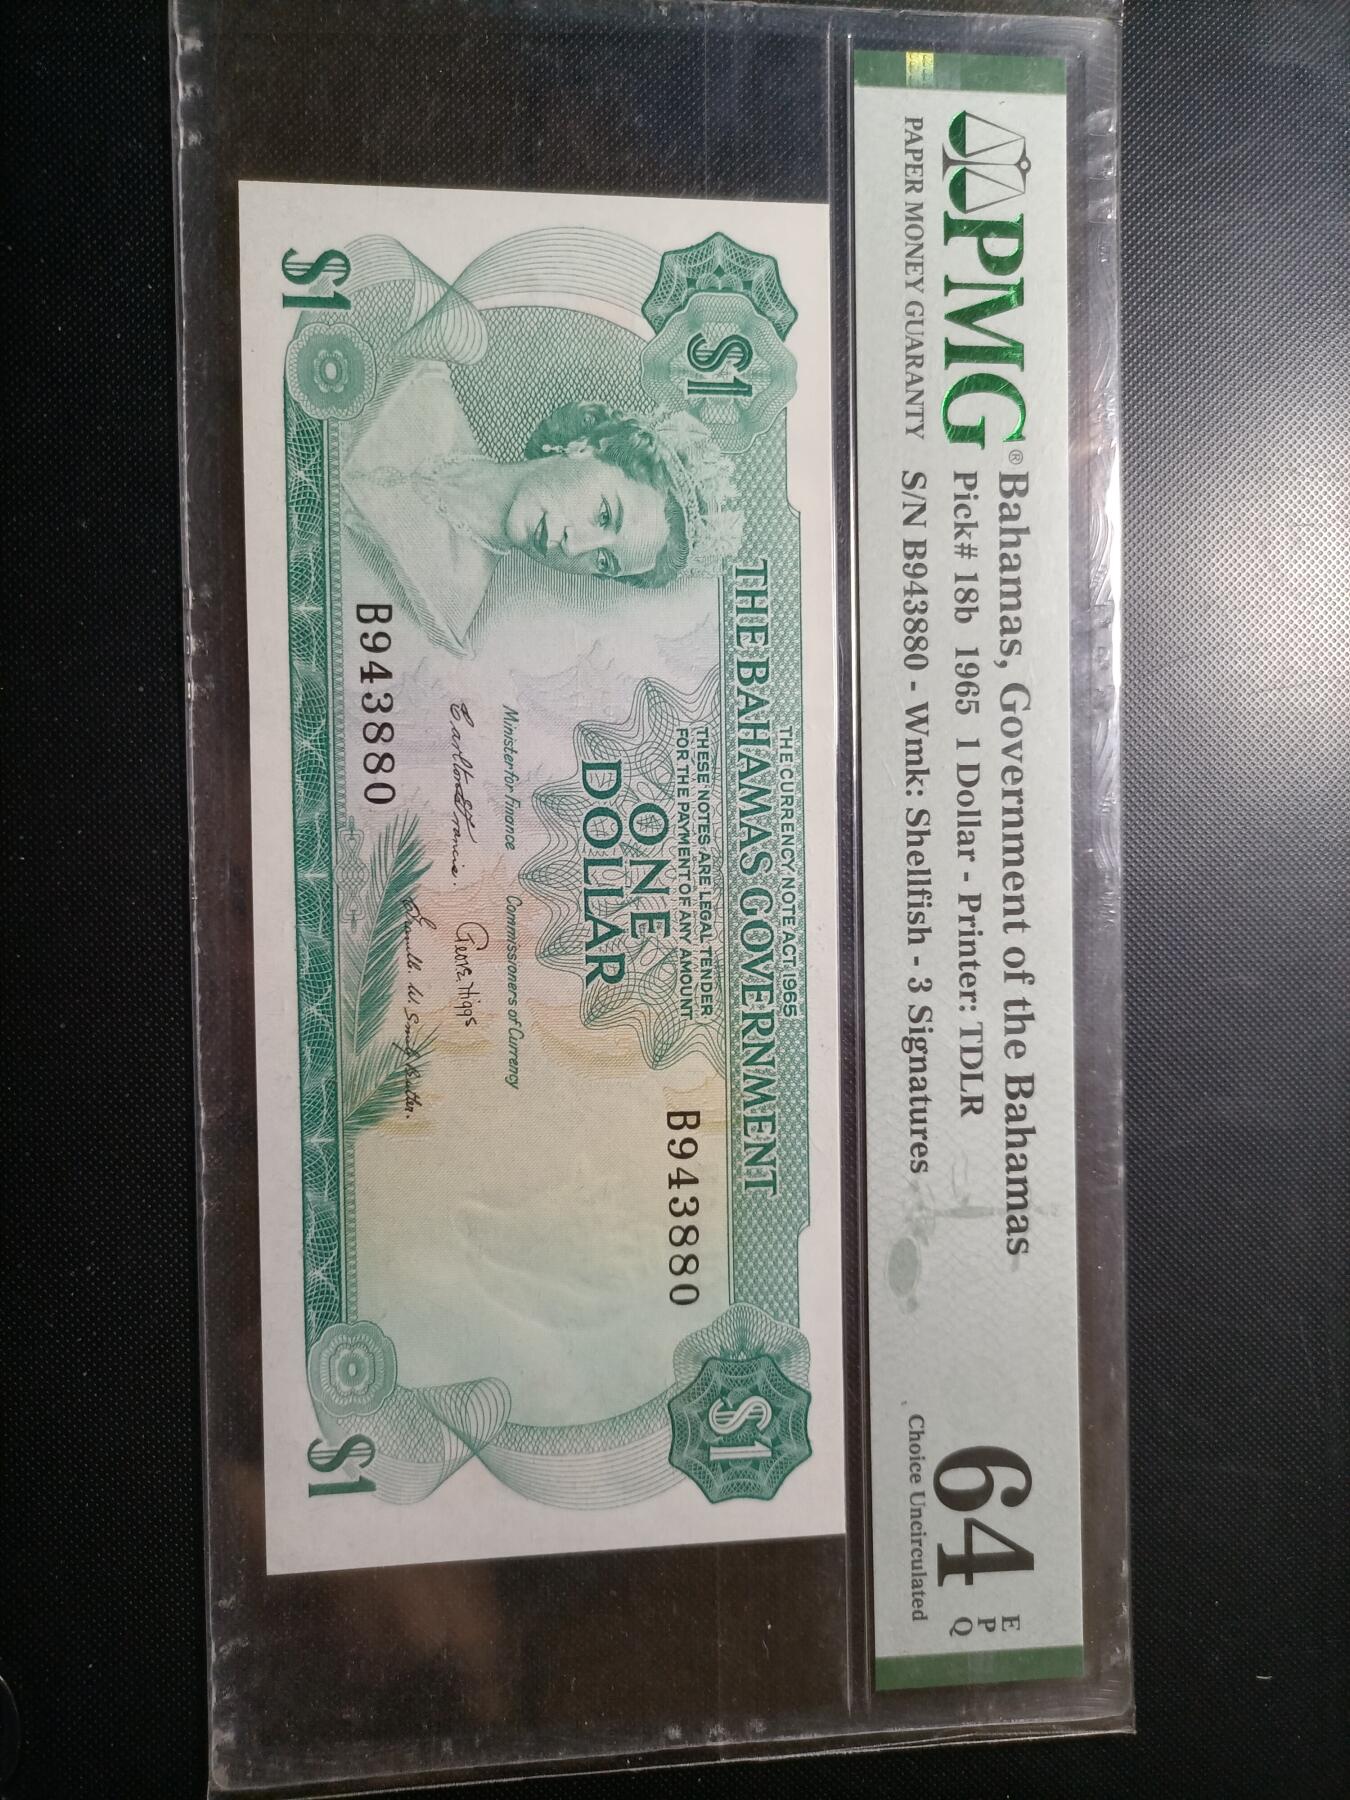 PMG®
PAPER MONEY GUARANTY
Bahamas, Government of the Bahamas
Pick# 18b 1965 1 Dollar - Printer: TDLR
S/N B943880 - Wmk: Shellfish - 3 Signatures
64 EPQ
Choice Uncirculated
THE CURRENCY NOTE ACT 1965
THE BAHAMAS GOVERNMENT
THESE NOTES ARE LEGAL TENDER
FOR THE PAYMENT OF ANY AMOUNT
$1
$1
B943880
ONE
DOLLAR
Minister for Finance
Commissioners of Currency
Carlton Francis.
George Higgs
B943880
$1
$1